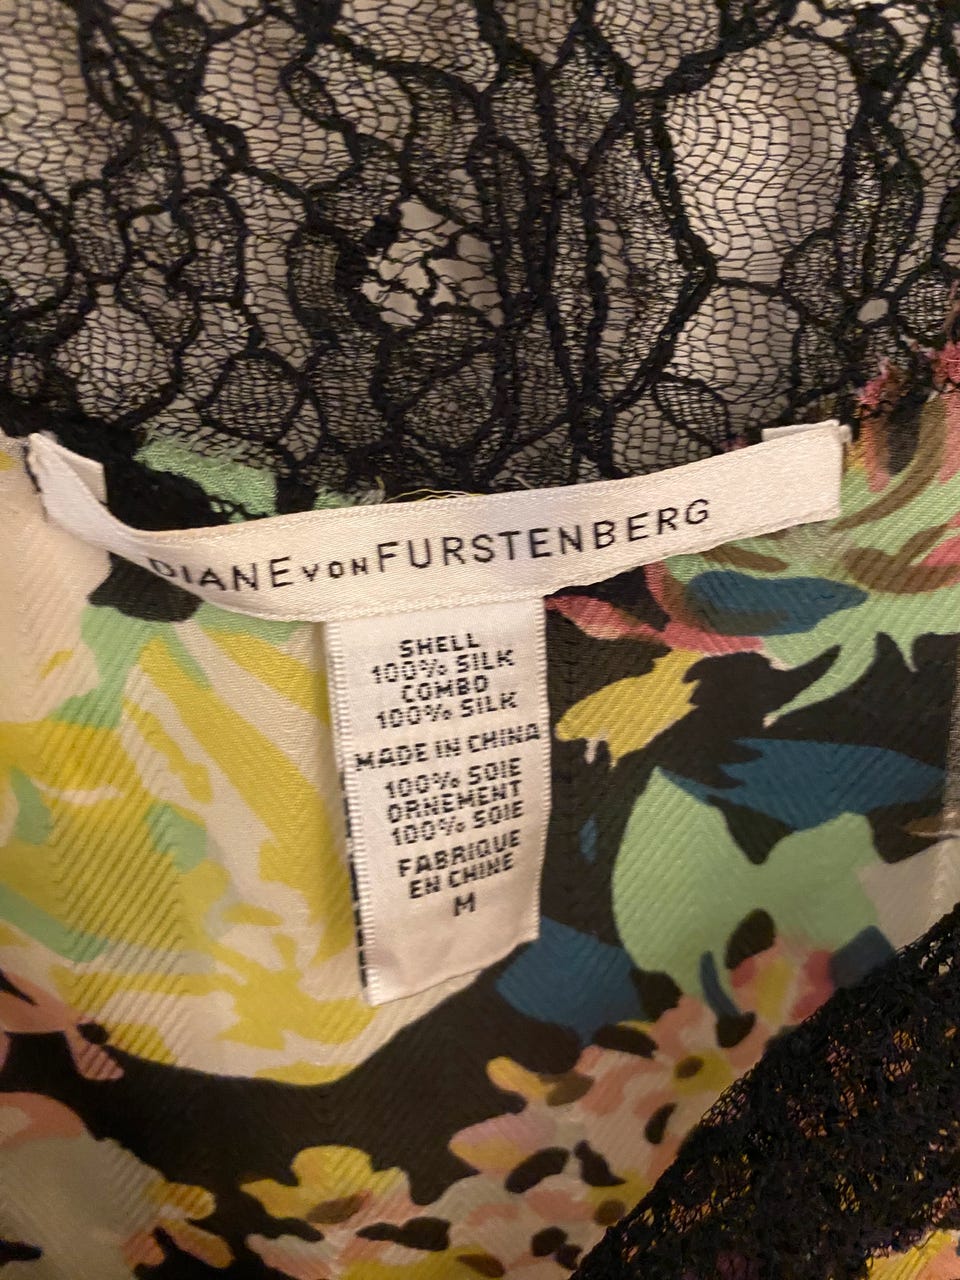 DIANE VON FURSTENBERG
SHELL
100% SILK
COMBO
100% SILK
MADE IN CHINA
100% SOIE
ORNEMENT
100% SOIE
FABRIQUE
EN CHINE
M